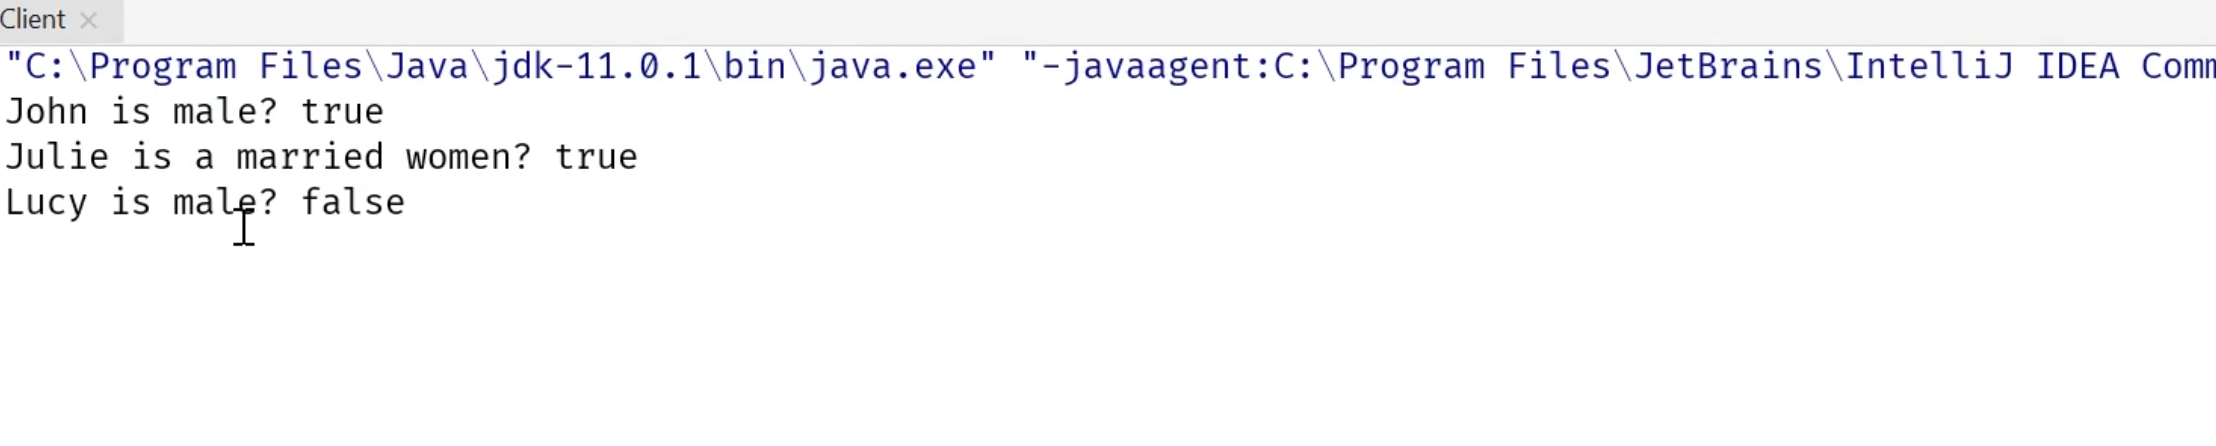 Client
"C:\Program Files\Java\jdk-11.0.1\bin\java.exe" "-javaagent:C:\Program Files\JetBrains\IntelliJ IDEA Comm
John is male? true
Julie is a married women? true
Lucy is male? false